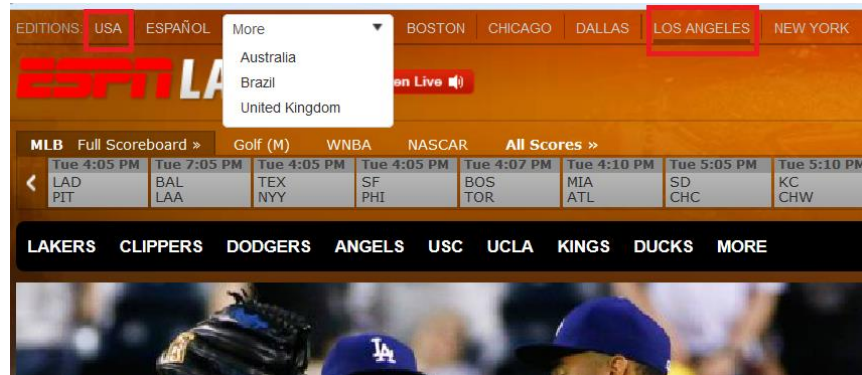 EDITIONS: USA ESPAÑOL More BOSTON CHICAGO DALLAS LOS ANGELES NEW YORK
Australia
Brazil
United Kingdom
ESPN Live
MLB Full Scoreboard » Golf (M) WNBA NASCAR All Scores »
Tue 4:05 PM Tue 7:05 PM Tue 4:05 PM Tue 4:05 PM Tue 4:07 PM Tue 4:10 PM Tue 5:05 PM Tue 5:10 PM
LAD BAL TEX SF BOS MIA SD KC
PIT LAA NYY PHI TOR ATL CHC CHW
LAKERS CLIPPERS DODGERS ANGELS USC UCLA KINGS DUCKS MORE
LA